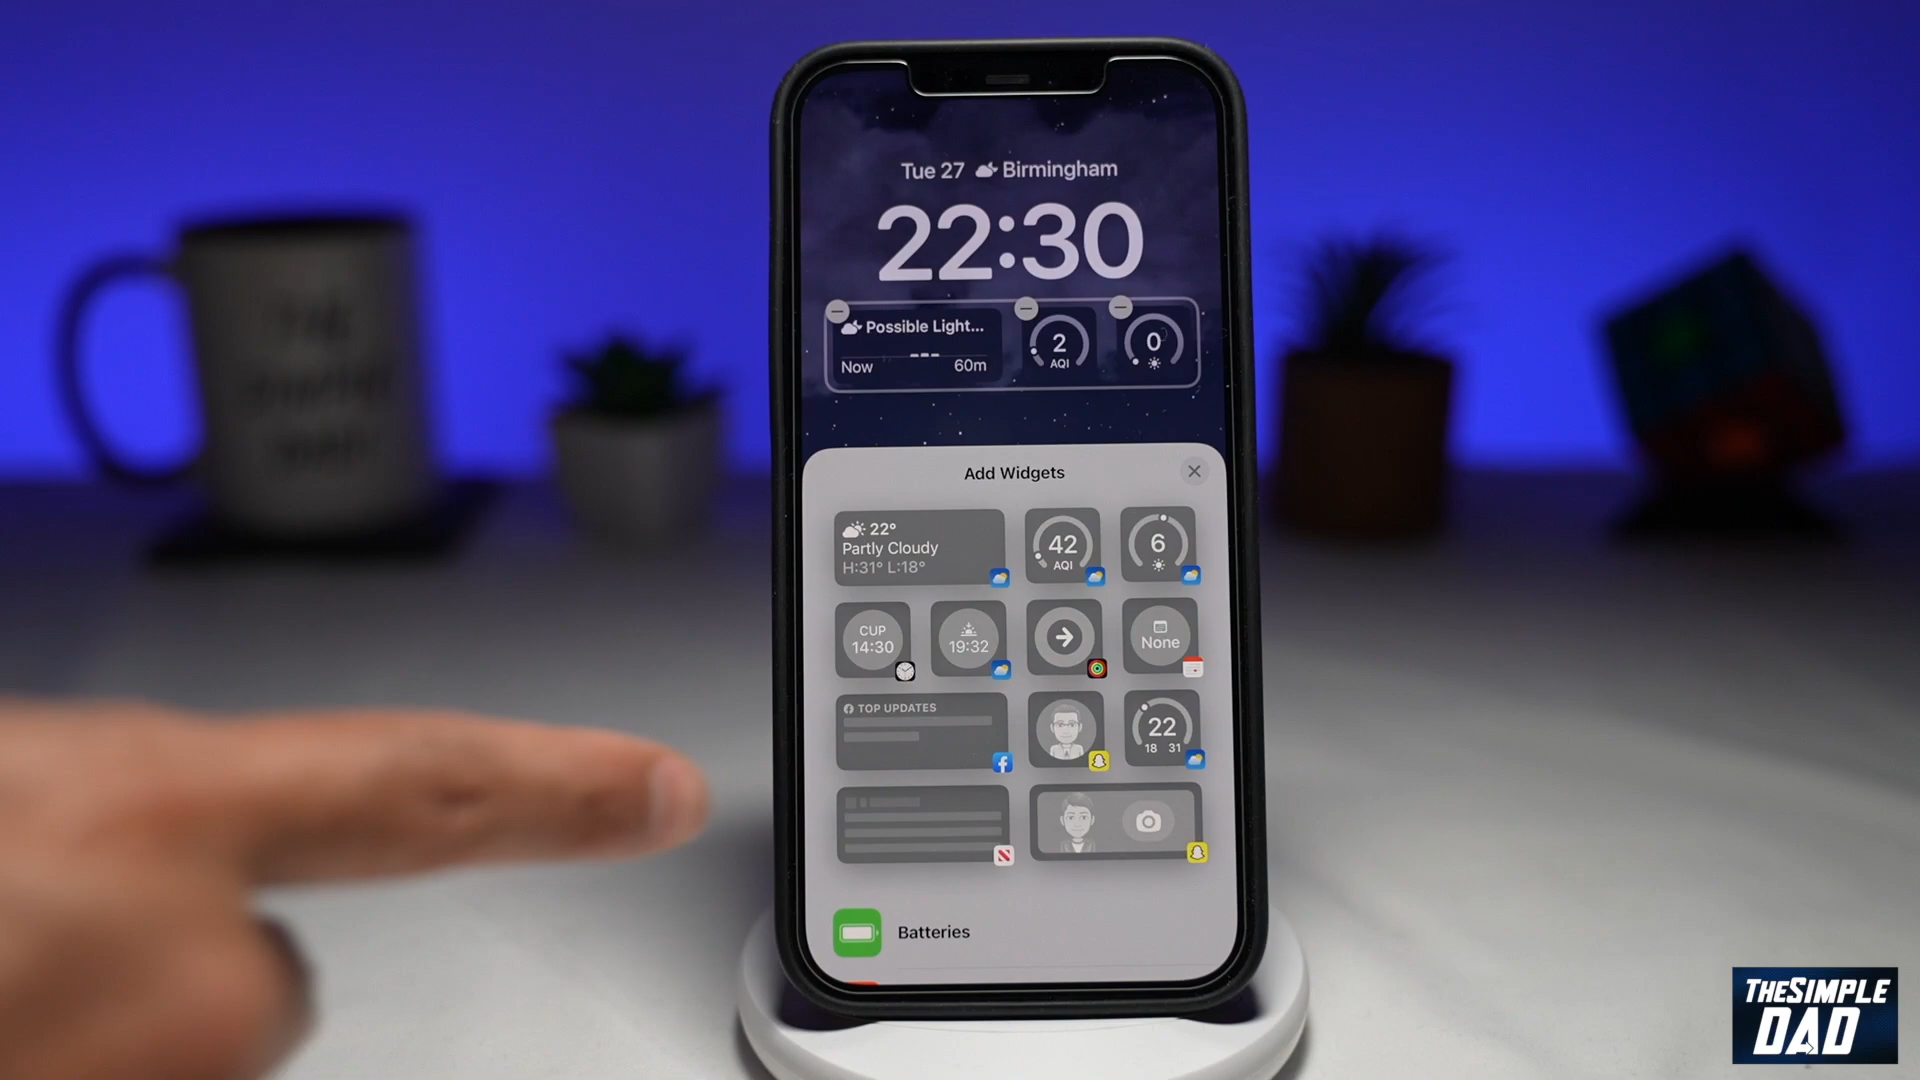 Tue 27 Birmingham
22:30
Possible Light...
Now 60m
2
AQI
0
Add Widgets
22°
Partly Cloudy
H:31° L:18°
42
AQI
6
CUP
14:30
19:32
None
TOP UPDATES
22
18 31
Batteries
THESIMPLE
DAD